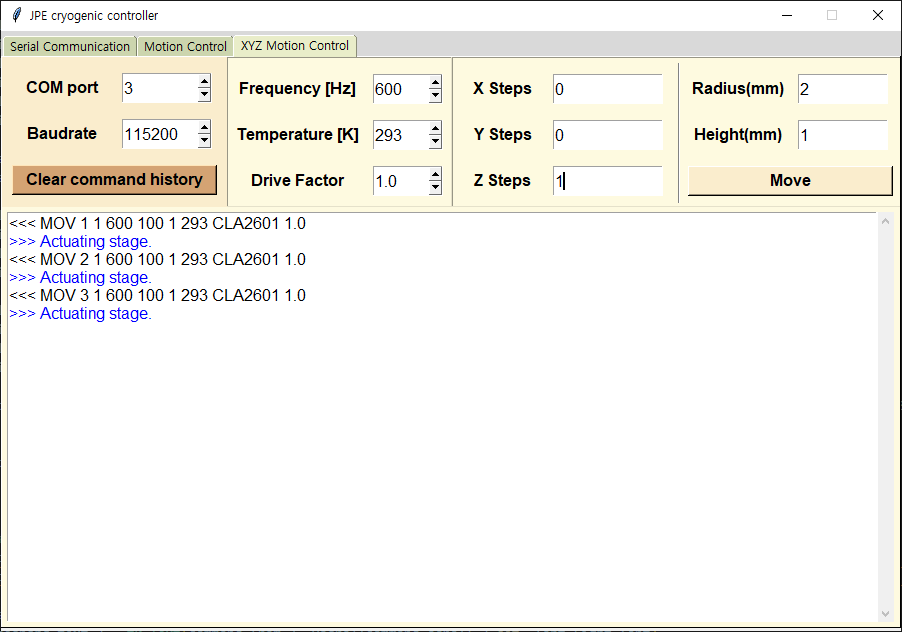 JPE cryogenic controller
Serial Communication Motion Control XYZ Motion Control
COM port 3 Frequency [Hz] 600 X Steps 0 Radius(mm) 2
Baudrate 115200 Temperature [K] 293 Y Steps 0 Height(mm) 1
Clear command history Drive Factor 1.0 Z Steps 1 Move
<<< MOV 1 1 600 100 1 293 CLA2601 1.0
>>> Actuating stage.
<<< MOV 2 1 600 100 1 293 CLA2601 1.0
>>> Actuating stage.
<<< MOV 3 1 600 100 1 293 CLA2601 1.0
>>> Actuating stage.